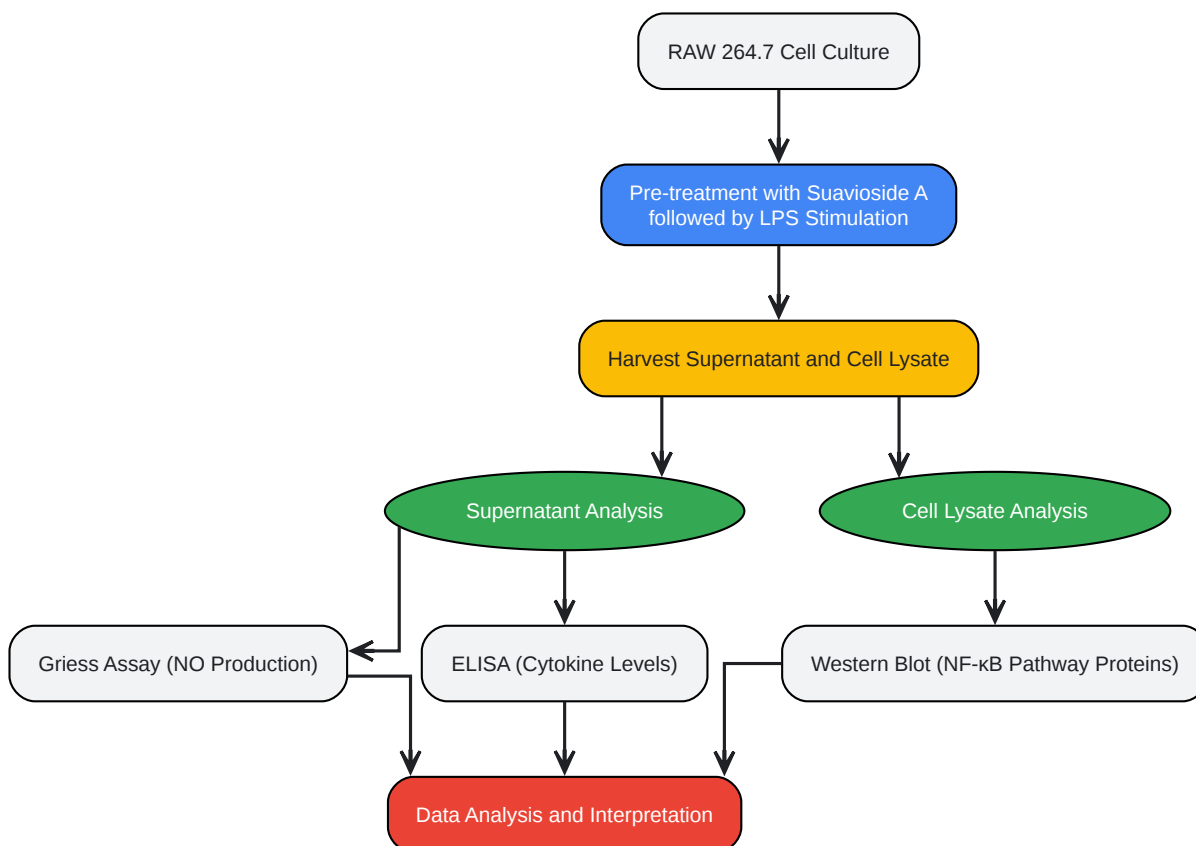 RAW 264.7 Cell Culture
Pre-treatment with Suavioside A
followed by LPS Stimulation
Harvest Supernatant and Cell Lysate
Supernatant Analysis
Cell Lysate Analysis
Griess Assay (NO Production)
ELISA (Cytokine Levels)
Western Blot (NF-κB Pathway Proteins)
Data Analysis and Interpretation